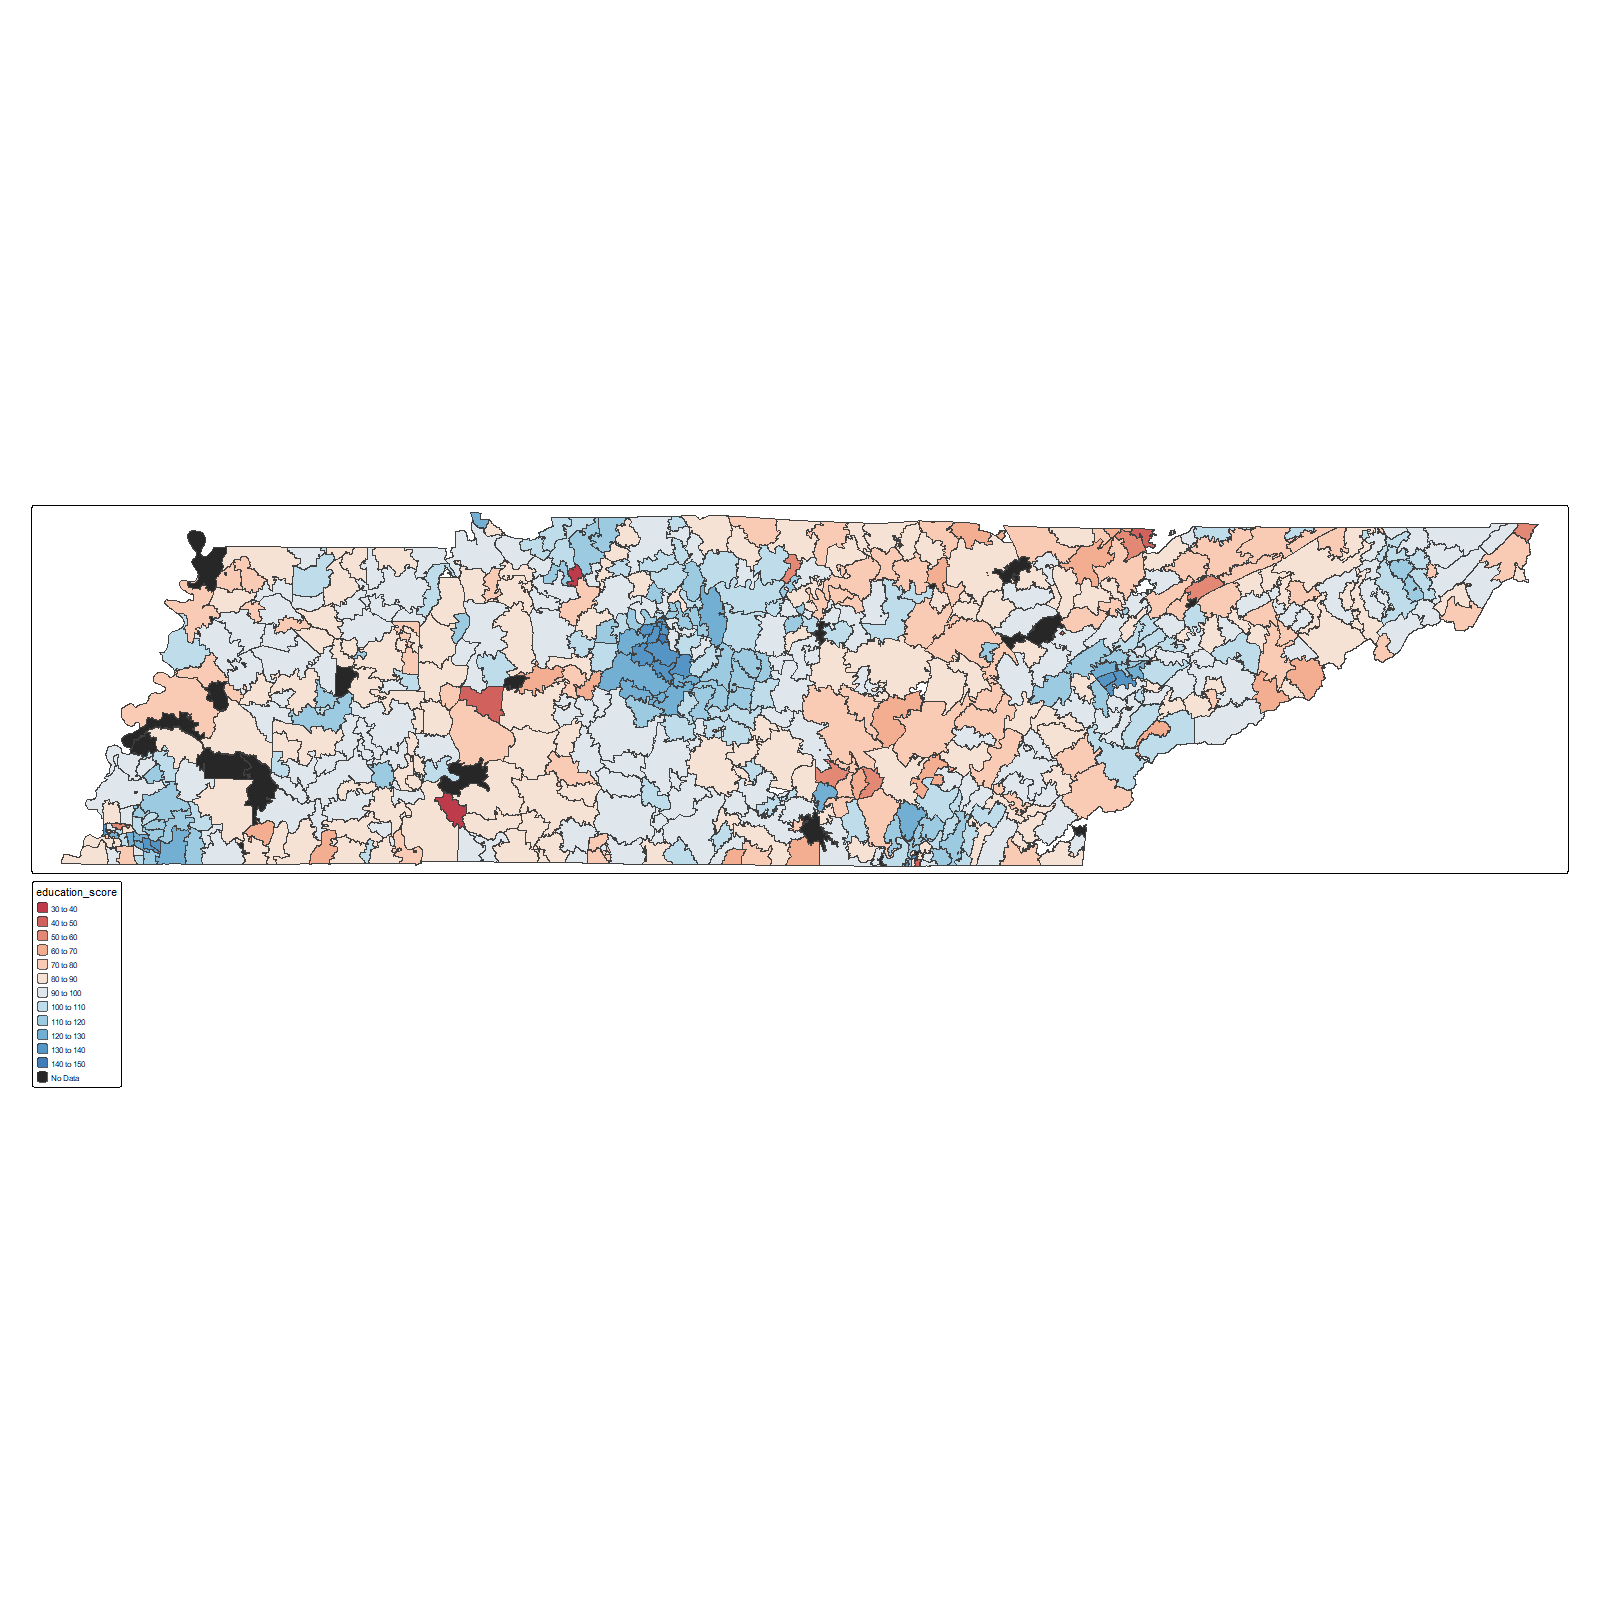 education_score
30 to 40
40 to 50
50 to 60
60 to 70
70 to 80
80 to 90
90 to 100
100 to 110
110 to 120
120 to 130
130 to 140
140 to 150
No Data